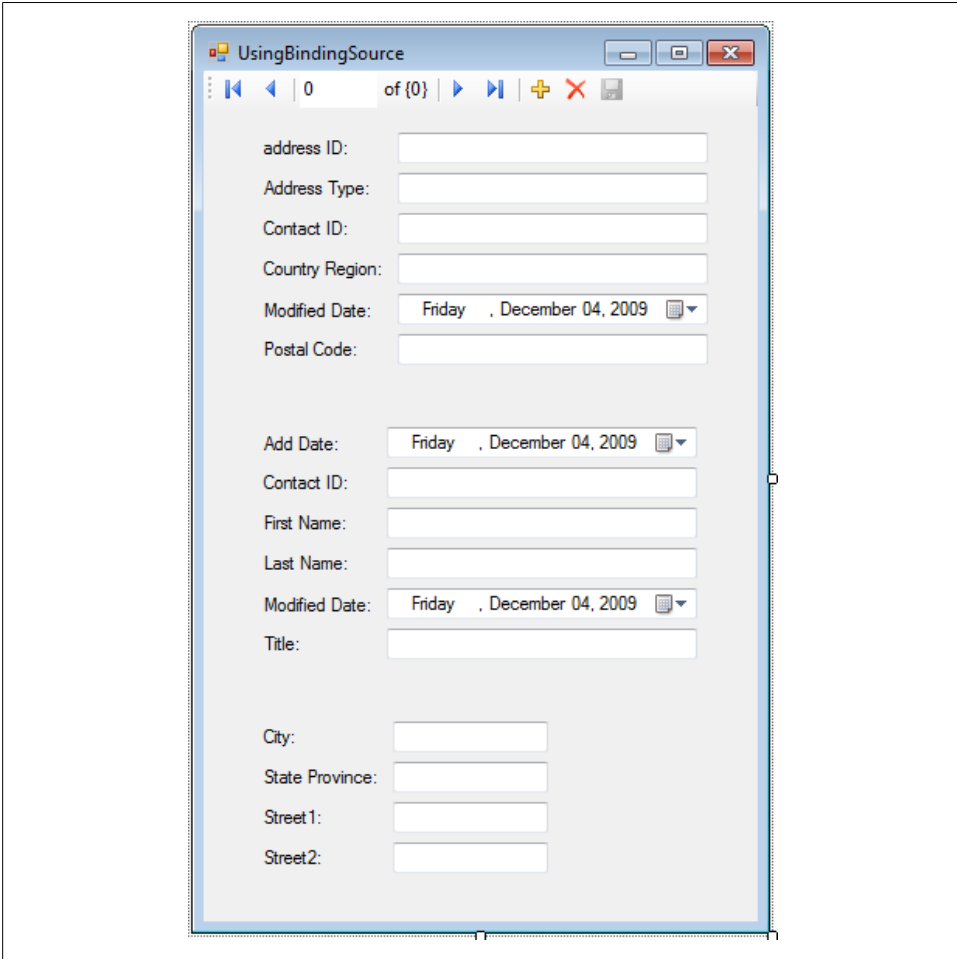 UsingBindingSource
0 of {0}
address ID:
Address Type:
Contact ID:
Country Region:
Modified Date: Friday , December 04, 2009
Postal Code:
Add Date: Friday , December 04, 2009
Contact ID:
First Name:
Last Name:
Modified Date: Friday , December 04, 2009
Title:
City:
State Province:
Street1:
Street2: